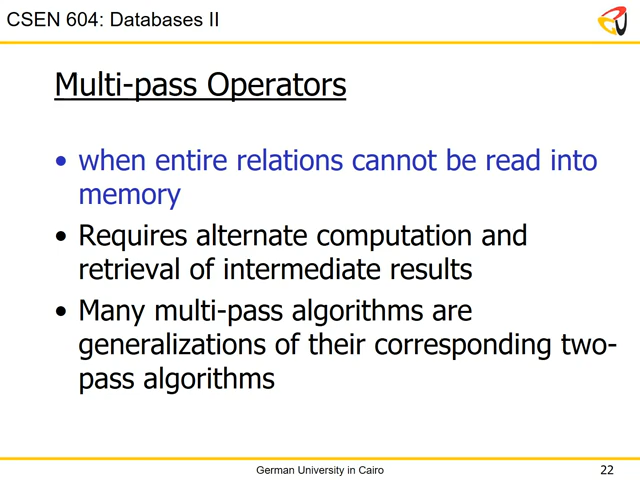 CSEN 604: Databases II
Multi-pass Operators
• when entire relations cannot be read into
memory
• Requires alternate computation and
retrieval of intermediate results
• Many multi-pass algorithms are
generalizations of their corresponding two-
pass algorithms
German University in Cairo
22